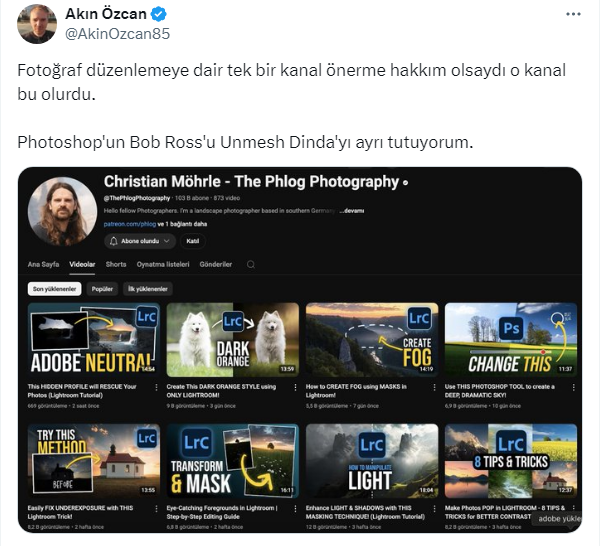 Akın Özcan
@AkinOzcan85
Fotoğraf düzenlemeye dair tek bir kanal önerme hakkım olsaydı o kanal
bu olurdu.
Photoshop'un Bob Ross'u Unmesh Dinda'yı ayrı tutuyorum.
Christian Möhrle - The Phlog Photography
@ThePhlogPhotography · 103 B abone · 873 video
Hello fellow Photographers. I'm a landscape photographer based in southern Germany ...devamı
patreon.com/phlog ve 1 bağlantı daha
Abone olundu
Katıl
Ana Sayfa Videolar Shorts Oynatma listeleri Gönderiler
Son yüklenenler Popüler İlk yüklenenler
LrC
ADOBE NEUTRAL
14:54
LrC
DARK
ORANGE
13:59
LrC
CREATE
FOG
14:19
Ps
CHANGE THIS
11:37
This HIDDEN PROFILE will RESCUE Your
Photos (Lightroom Tutorial)
669 görüntüleme · 2 saat önce
Create This DARK ORANGE STYLE using
ONLY LIGHTROOM!
9 B görüntüleme · 3 gün önce
How to CREATE FOG using MASKS in
Lightroom!
5,5 B görüntüleme · 7 gün önce
Use THIS PHOTOSHOP TOOL to create a
DEEP, DRAMATIC SKY!
6,9 B görüntüleme · 10 gün önce
TRY THIS
METHOD
BEFORE
LrC
13:55
LrC
TRANSFORM
& MASK
16:11
LrC
HOW TO MANIPULATE
LIGHT
18:04
LrC
8 TIPS & TRICKS
12:37
Easily FIX UNDEREXPOSURE with THIS
Lightroom Trick!
8,2 B görüntüleme · 2 hafta önce
Eye-Catching Foregrounds in Lightroom |
Step-by-Step Editing Guide
6,8 B görüntüleme · 2 hafta önce
Enhance LIGHT & SHADOWS with THIS
MASKING TECHNIQUE! (Lightroom Tutorial)
12 B görüntüleme · 3 hafta önce
Make Photos POP in LIGHTROOM - 8 TIPS &
TRICKS for BETTER CONTRAST
adobe yükle